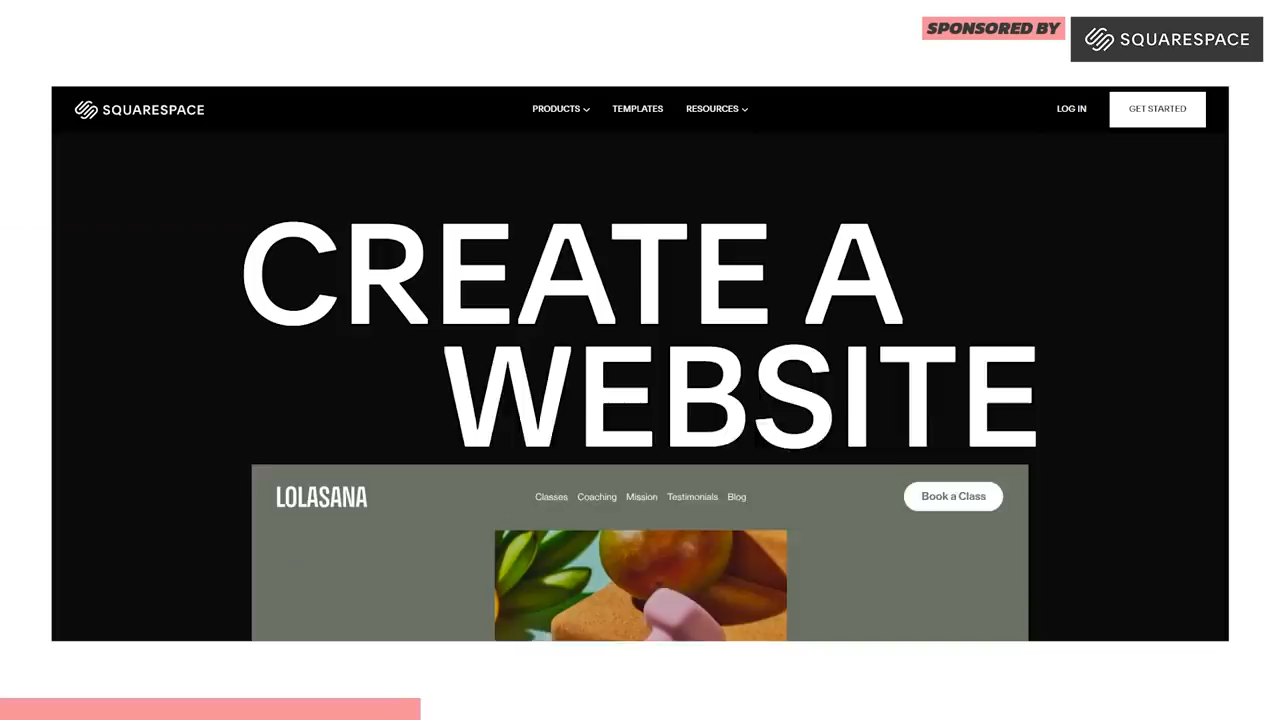 SPONSORED BY
SQUARESPACE
SQUARESPACE
PRODUCTS
TEMPLATES
RESOURCES
LOG IN
GET STARTED
CREATE A
WEBSITE
LOLASANA
Classes
Coaching
Mission
Testimonials
Blog
Book a Class